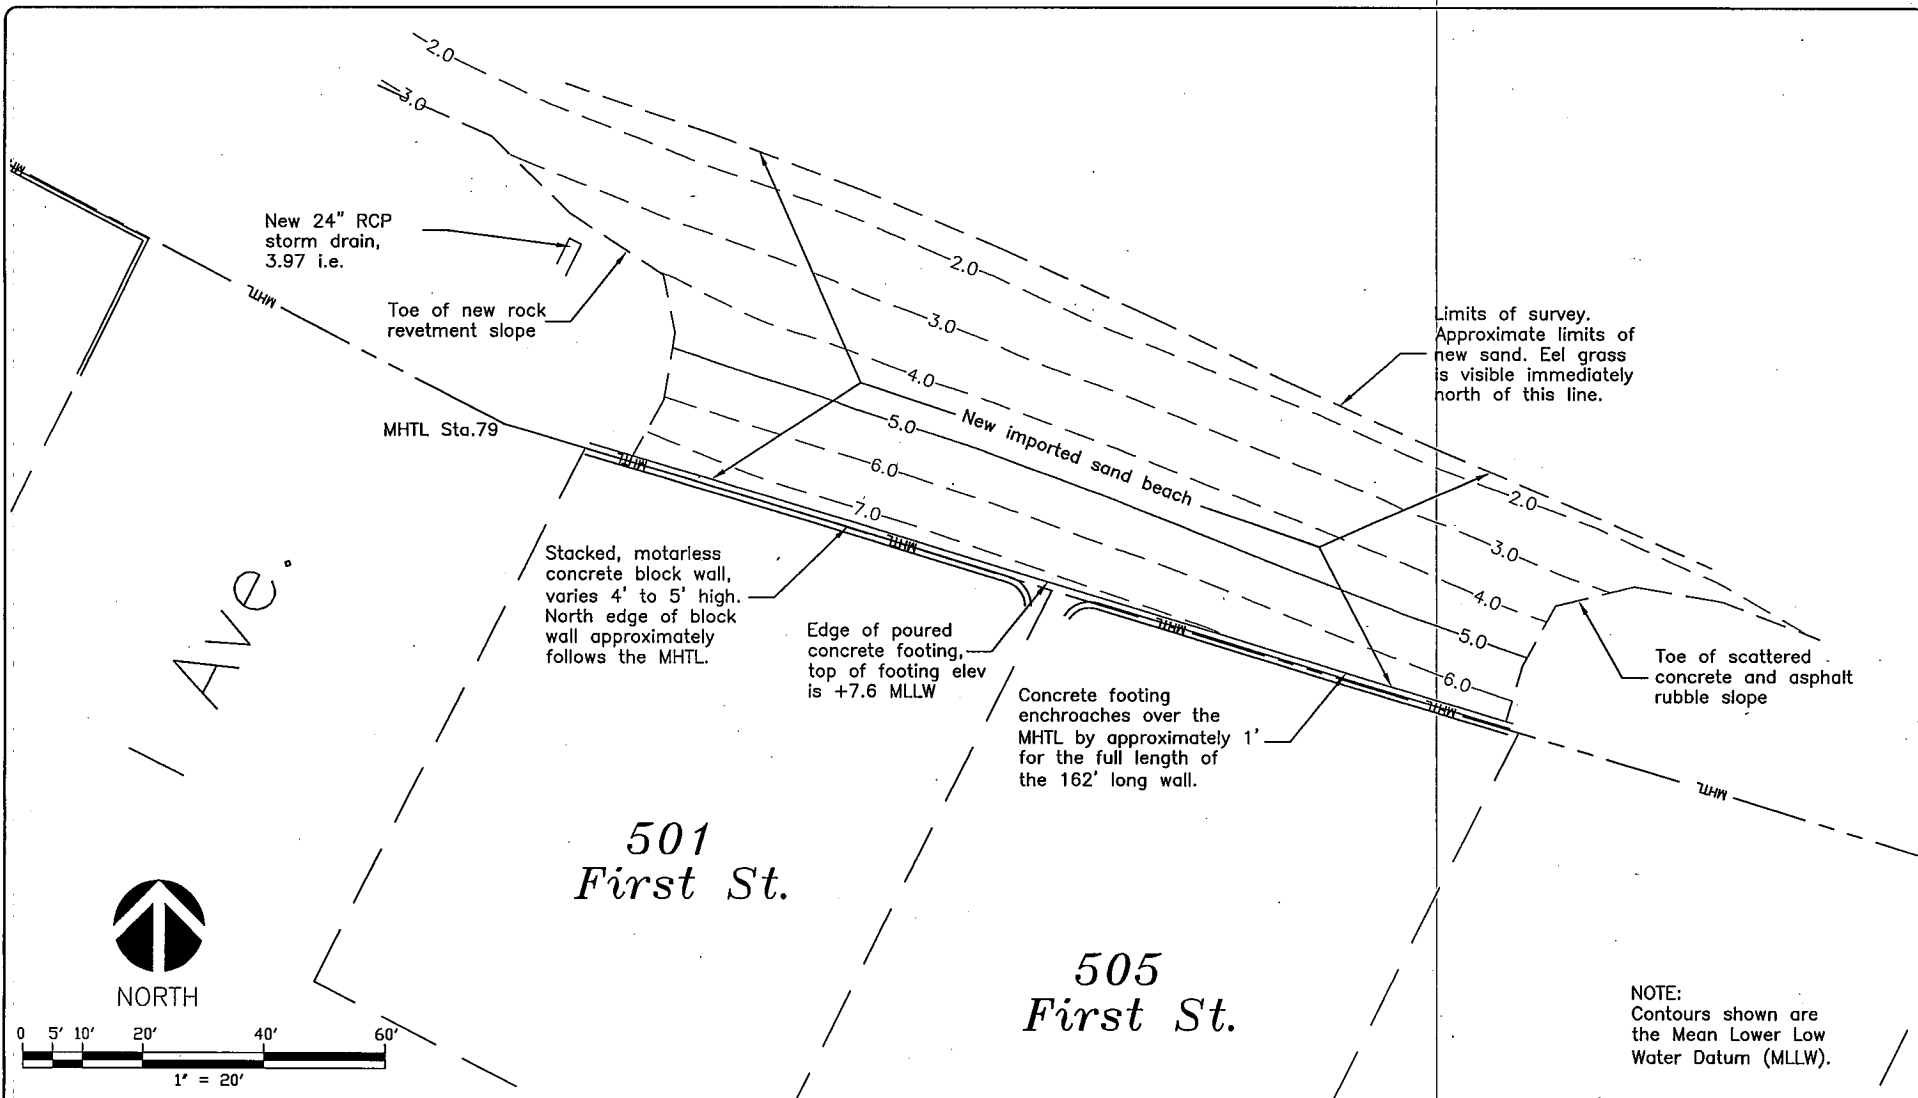 2.0
3.0
MHTL
New 24" RCP
storm drain,
3.97 i.e.
MHTL
Toe of new rock
revetment slope
2.0
3.0
4.0
5.0
6.0
7.0
New imported sand beach
Limits of survey.
Approximate limits of
new sand. Eel grass
is visible immediately
north of this line.
MHTL Sta.79
MHTL
MHTL
2.0
3.0
4.0
5.0
6.0
Stacked, motarless
concrete block wall,
varies 4' to 5' high.
North edge of block
wall approximately
follows the MHTL.
Edge of poured
concrete footing,
top of footing elev
is +7.6 MLLW
MHTL
Concrete footing
enchroaches over the
MHTL by approximately 1'
for the full length of
the 162' long wall.
MHTL
Toe of scattered
concrete and asphalt
rubble slope
MHTL
I Ave.
501
First St.
505
First St.
NORTH
0 5' 10' 20' 40' 60'
1" = 20'
NOTE:
Contours shown are
the Mean Lower Low
Water Datum (MLLW).